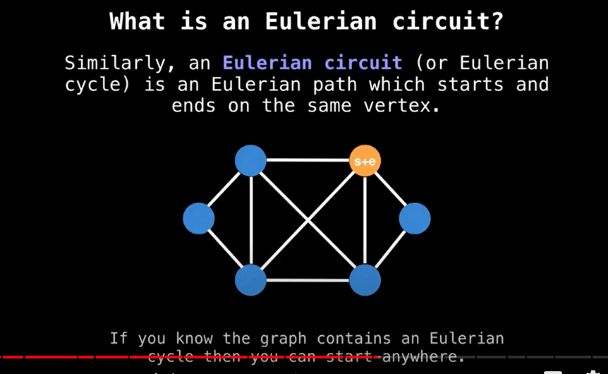 What is an Eulerian circuit?
Similarly, an Eulerian circuit (or Eulerian
cycle) is an Eulerian path which starts and
ends on the same vertex.
s+e
If you know the graph contains an Eulerian
cycle then you can start anywhere.